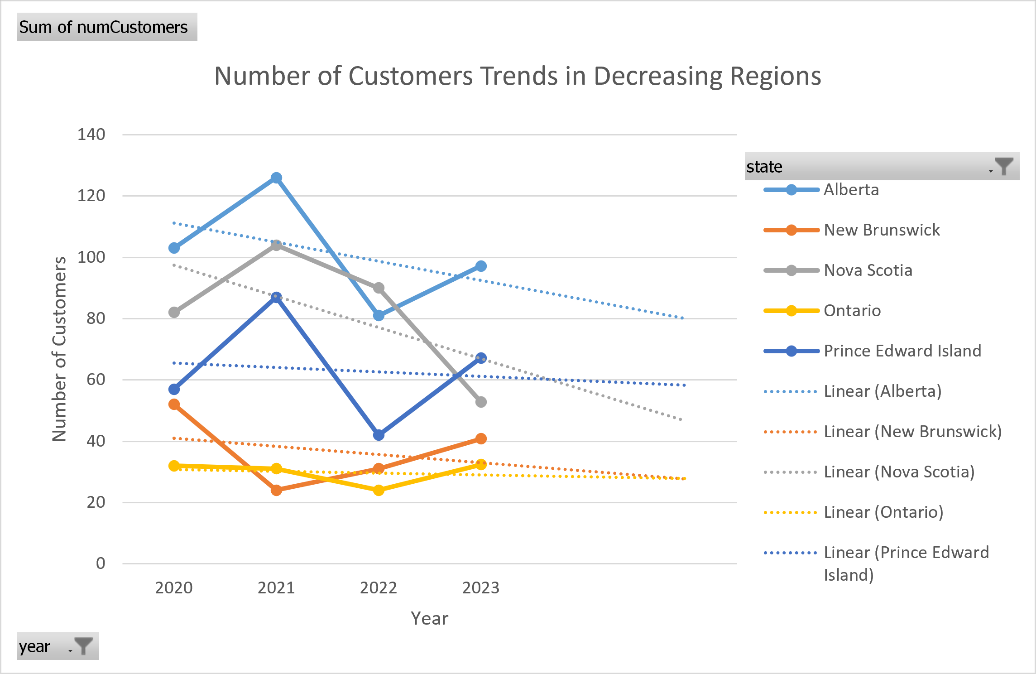 Sum of numCustomers
Number of Customers Trends in Decreasing Regions
140
120
100
80
60
40
20
0
Number of Customers
2020 2021 2022 2023
Year
state
Alberta
New Brunswick
Nova Scotia
Ontario
Prince Edward Island
Linear (Alberta)
Linear (New Brunswick)
Linear (Nova Scotia)
Linear (Ontario)
Linear (Prince Edward
Island)
year